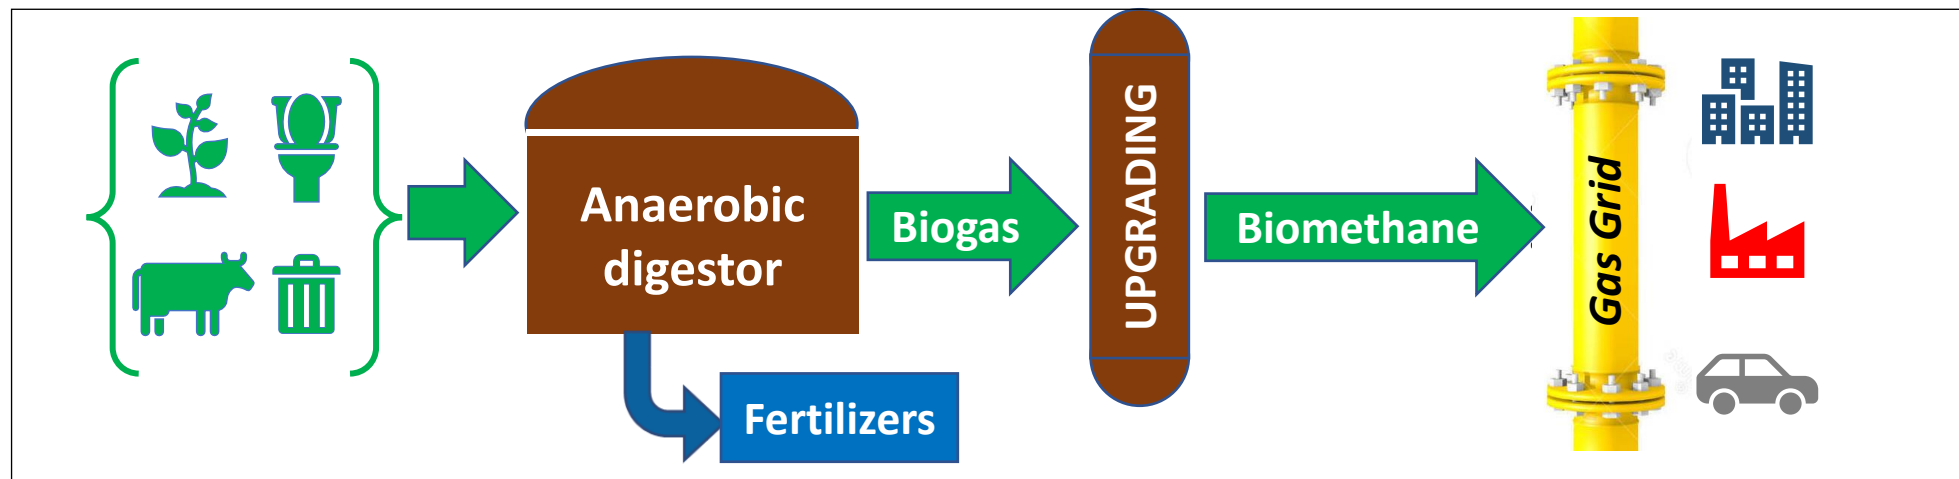 Anaerobic
digestor
Biogas
UPGRADING
Biomethane
Gas Grid
Fertilizers